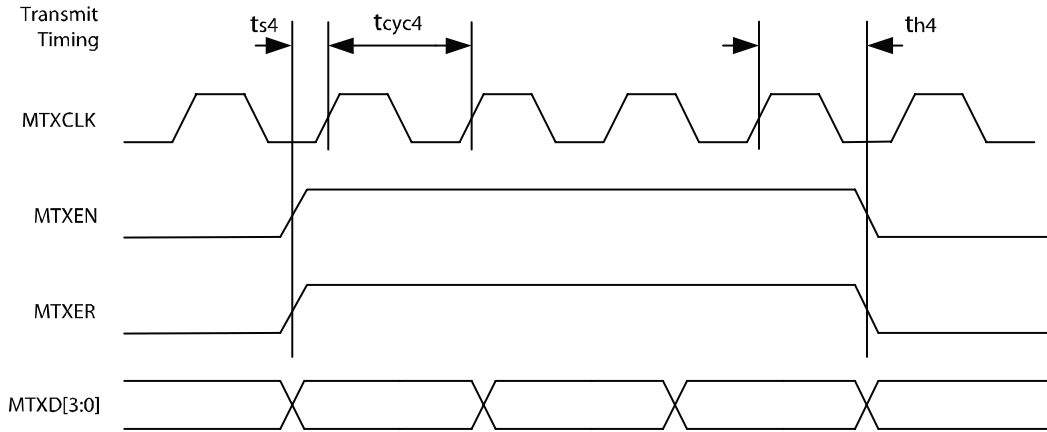 Transmit
Timing
ts4
tcyc4
th4
MTXCLK
MTXEN
MTXER
MTXD[3:0]